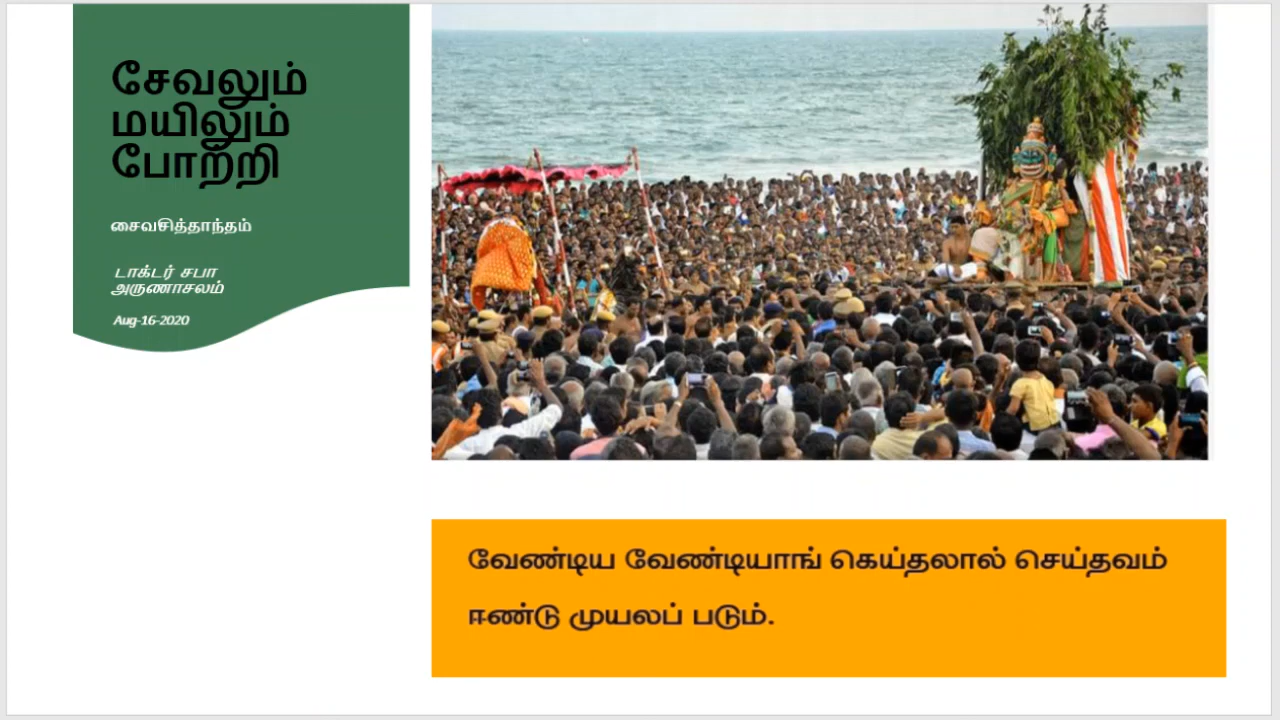 சேவலும்
மயிலும்
போற்றி
சைவசித்தாந்தம்
டாக்டர் சபா
அருணாசலம்
Aug-16-2020
வேண்டிய வேண்டியாங் கெய்தலால் செய்தவம்
ஈண்டு முயலப் படும்.